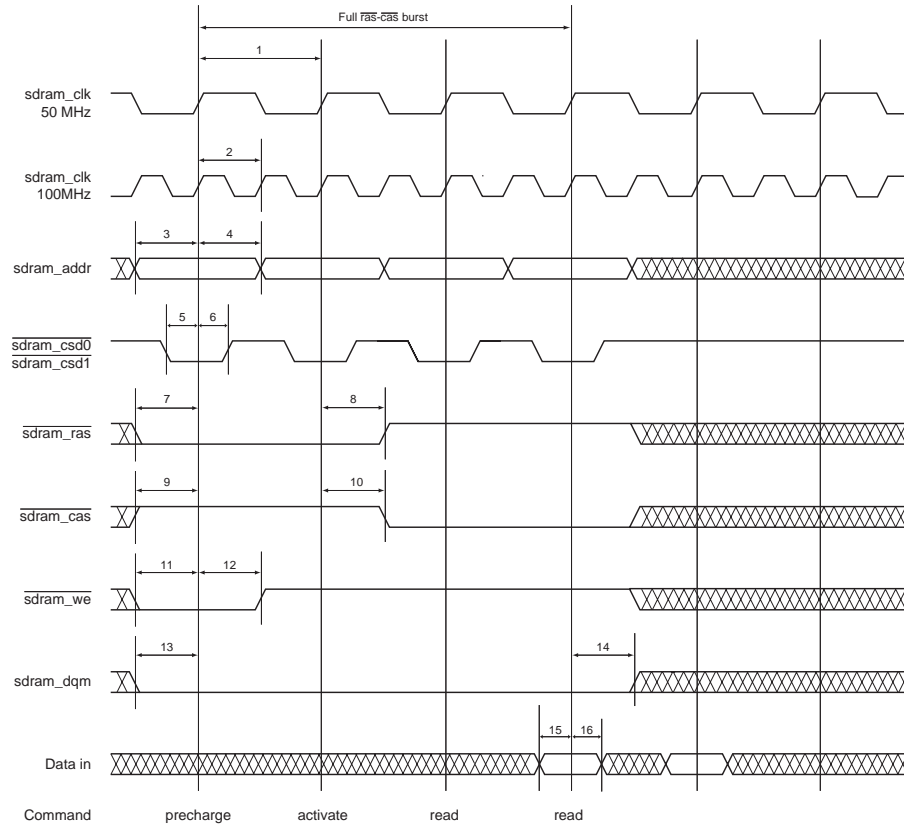 Full ras-cas burst
1
sdram_clk
50 MHz
2
sdram_clk
100MHz
3 4
sdram_addr
5 6
sdram_csd0
sdram_csd1
7 8
sdram_ras
9 10
sdram_cas
11 12
sdram_we
13 14
sdram_dqm
15 16
Data in
Command precharge activate read read